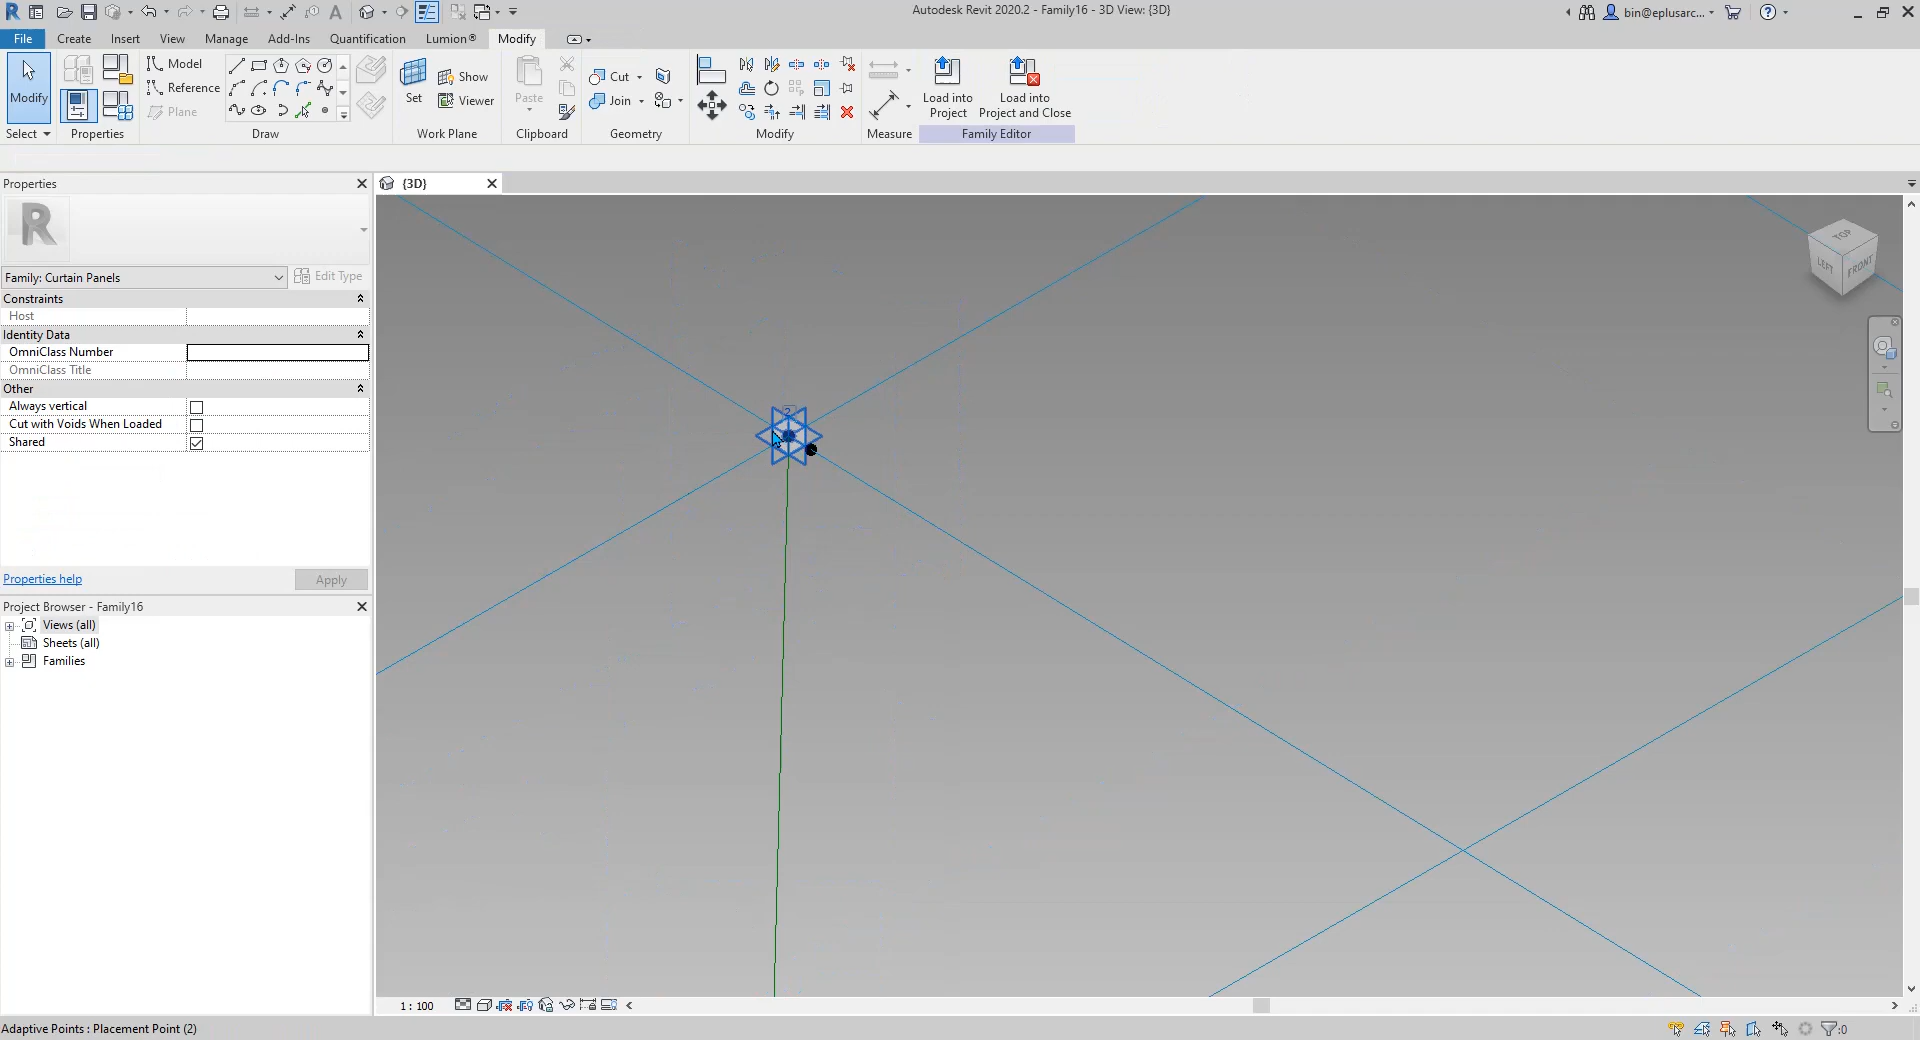 Autodesk Revit 2020.2 - Family16 - 3D View: {3D}
bin@eplusarc...
File Create Insert View Manage Add-Ins Quantification Lumion® Modify
Modify
Select
Properties
Model
Reference
Plane
Draw
Set
Show
Viewer
Work Plane
Paste
Clipboard
Cut
Join
Geometry
Modify
Measure
Load into
Project
Load into
Project and Close
Family Editor
Properties
{3D}
Family: Curtain Panels
Edit Type
Constraints
Host
Identity Data
OmniClass Number
OmniClass Title
Other
Always vertical
Cut with Voids When Loaded
Shared
Properties help
Apply
Project Browser - Family16
Views (all)
Sheets (all)
Families
TOP
LEFT
FRONT
2
1 : 100
Adaptive Points : Placement Point (2)
:0